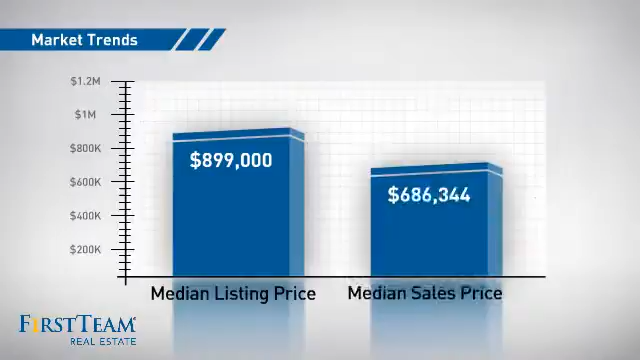 Market Trends
$1.2M
$1M
$800K
$600K
$400K
$200K
$899,000
$686,344
Median Listing Price
Median Sales Price
FIRSTTEAM®
REAL ESTATE